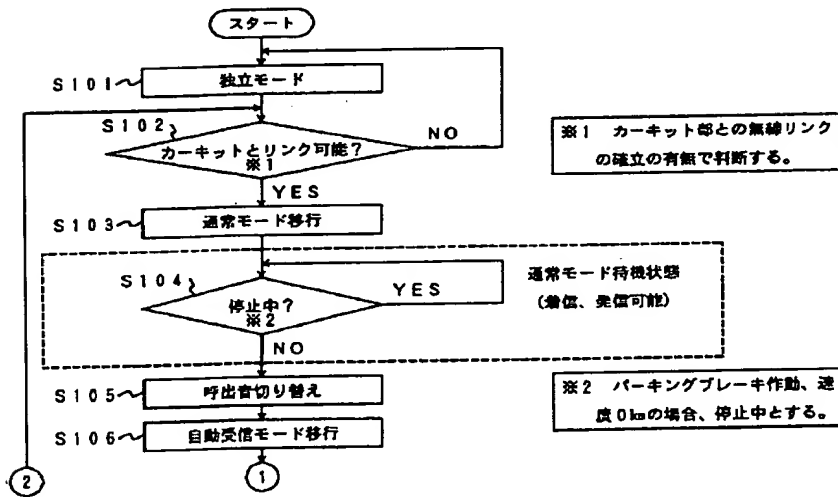 スタート
S101
独立モード
S102
カーキットとリンク可能？
※1
NO
※1 カーキット部との無線リンク
の確立の有無で判断する。
YES
S103
通常モード移行
S104
停止中？
※2
YES
通常モード待機状態
（着信、発信可能）
NO
S105
呼出音切り替え
※2 パーキングブレーキ作動、速
度0kmの場合、停止中とする。
S106
自動受信モード移行
2
1